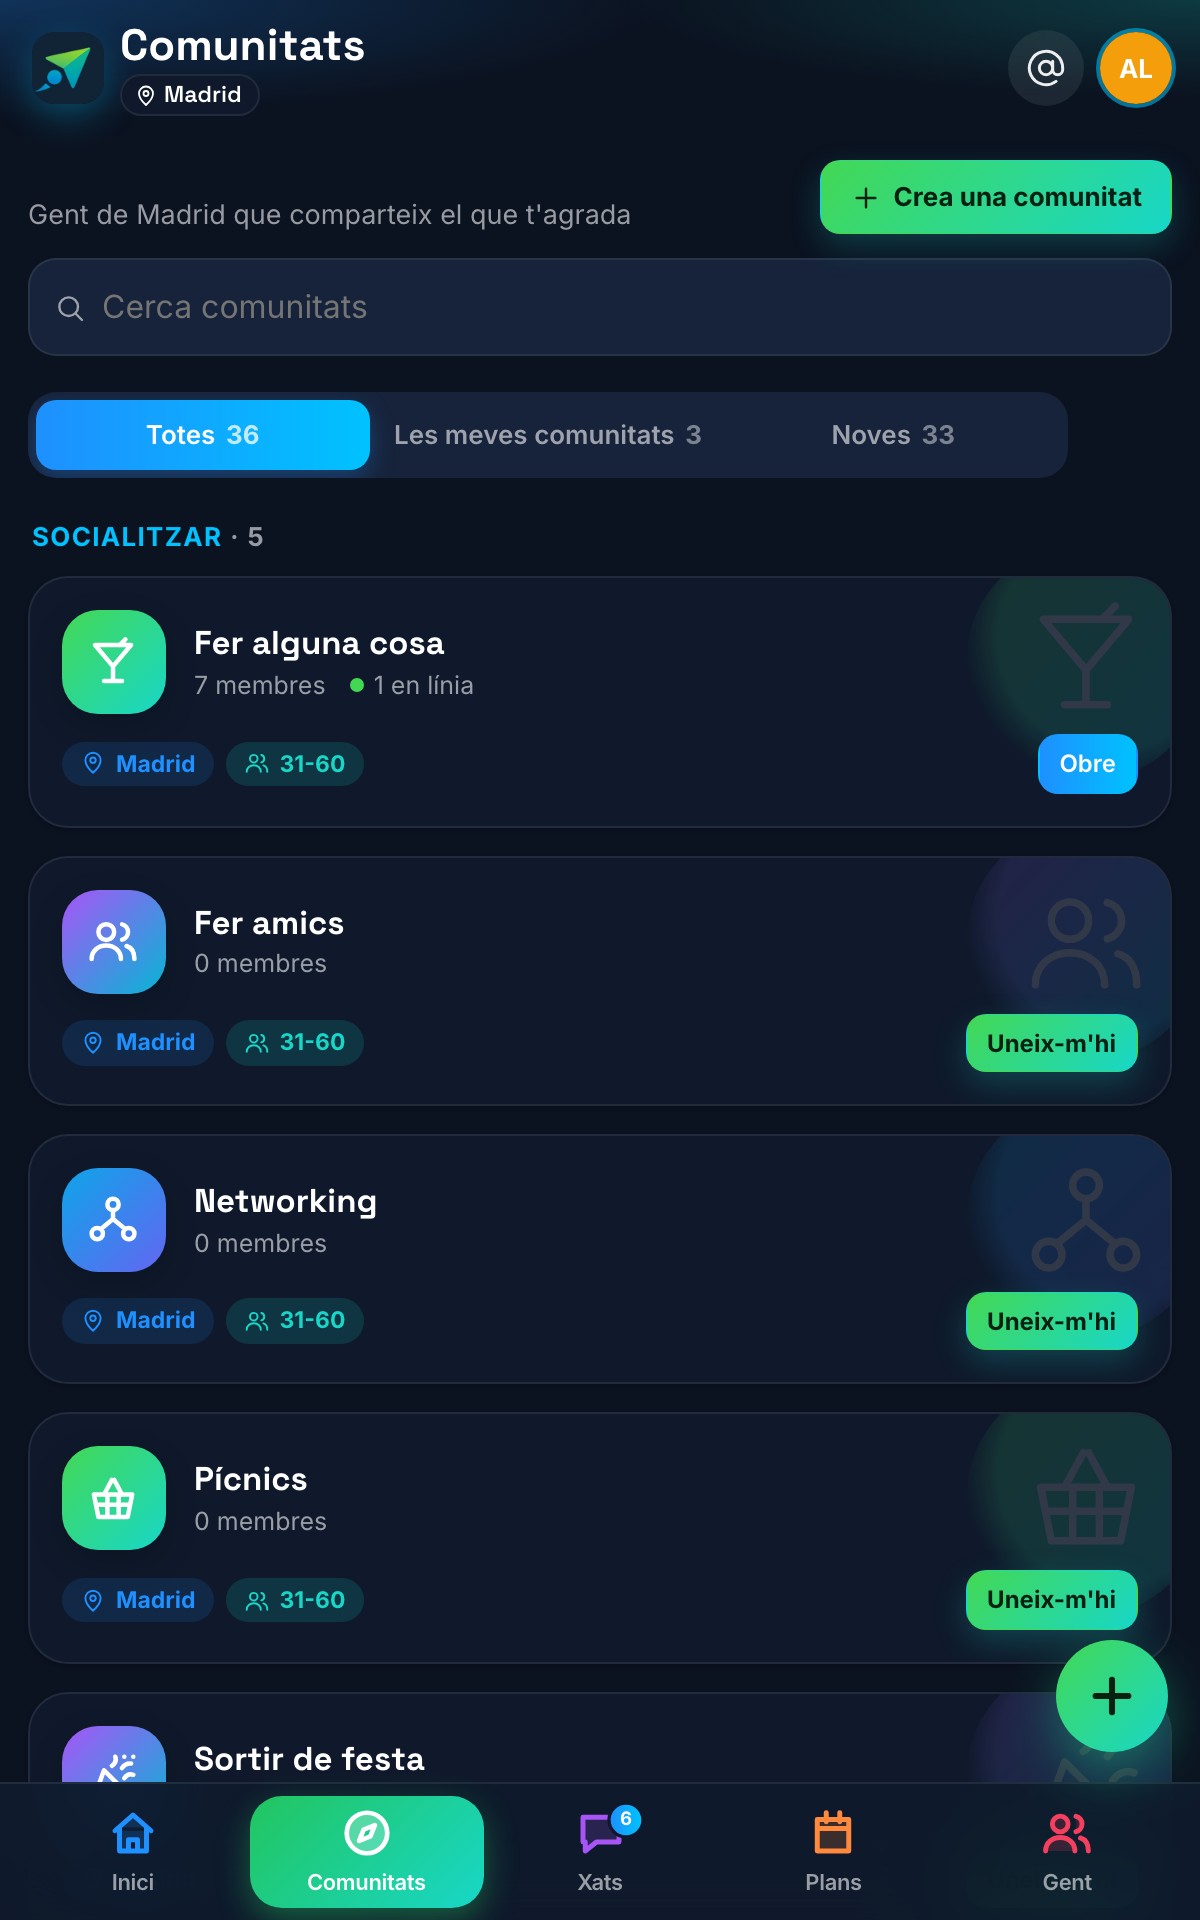 Comunitats
Madrid
AL
Gent de Madrid que comparteix el que t'agrada
Crea una comunitat
Cerca comunitats
Totes 36
Les meves comunitats 3
Noves 33
SOCIALITZAR · 5
Fer alguna cosa
7 membres 1 en línia
Madrid 31-60
Obre
Fer amics
0 membres
Madrid 31-60
Uneix-m'hi
Networking
0 membres
Madrid 31-60
Uneix-m'hi
Pícnics
0 membres
Madrid 31-60
Uneix-m'hi
Sortir de festa
6
Inici
Comunitats
Xats
Plans
Gent